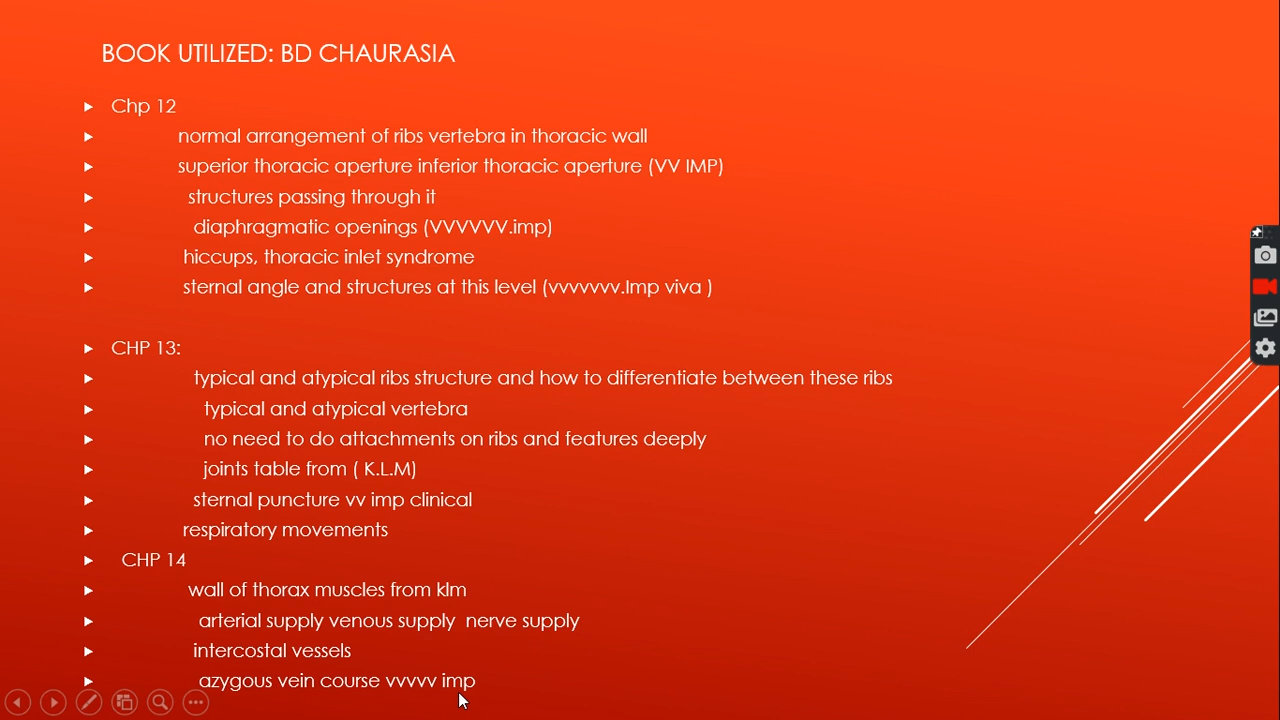 BOOK UTILIZED: BD CHAURASIA
Chp 12
normal arrangement of ribs vertebra in thoracic wall
superior thoracic aperture inferior thoracic aperture (VV IMP)
structures passing through it
diaphragmatic openings (VVVVVV.imp)
hiccups, thoracic inlet syndrome
sternal angle and structures at this level (vvvvvvv.Imp viva )
CHP 13:
typical and atypical ribs structure and how to differentiate between these ribs
typical and atypical vertebra
no need to do attachments on ribs and features deeply
joints table from ( K.L.M)
sternal puncture vv imp clinical
respiratory movements
CHP 14
wall of thorax muscles from klm
arterial supply venous supply  nerve supply
intercostal vessels
azygous vein course vvvvv imp